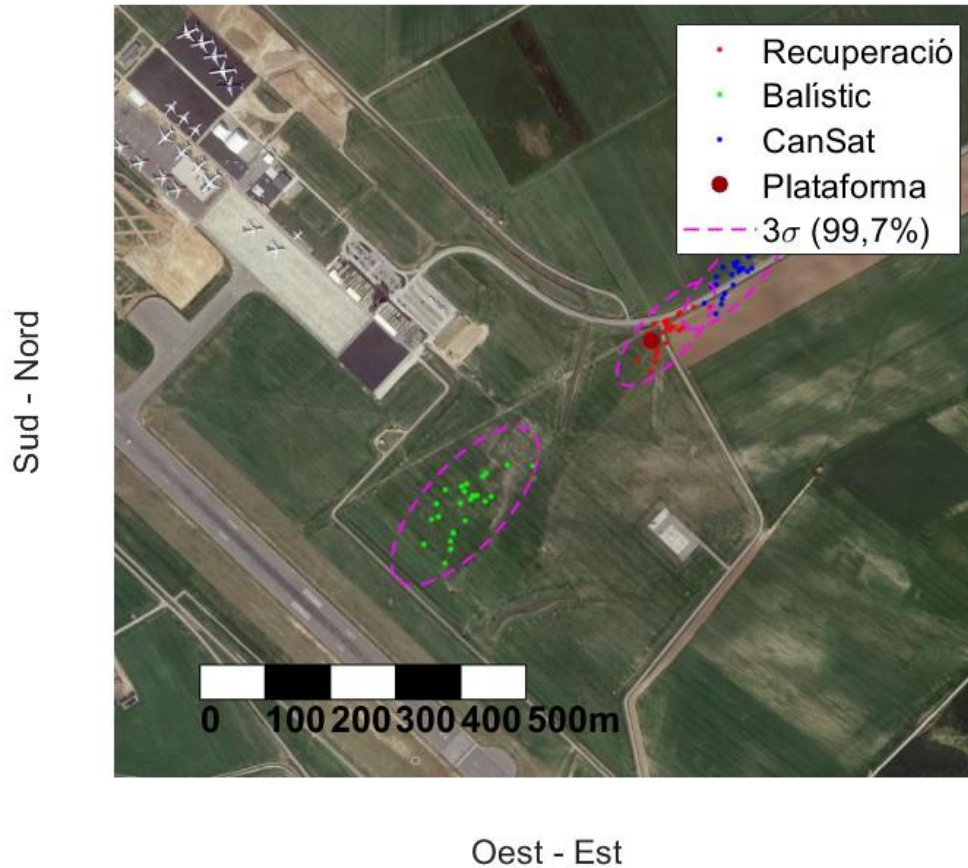 Recuperació
Balístic
CanSat
Plataforma
3σ (99,7%)
Sud - Nord
0 100 200 300 400 500m
Oest - Est